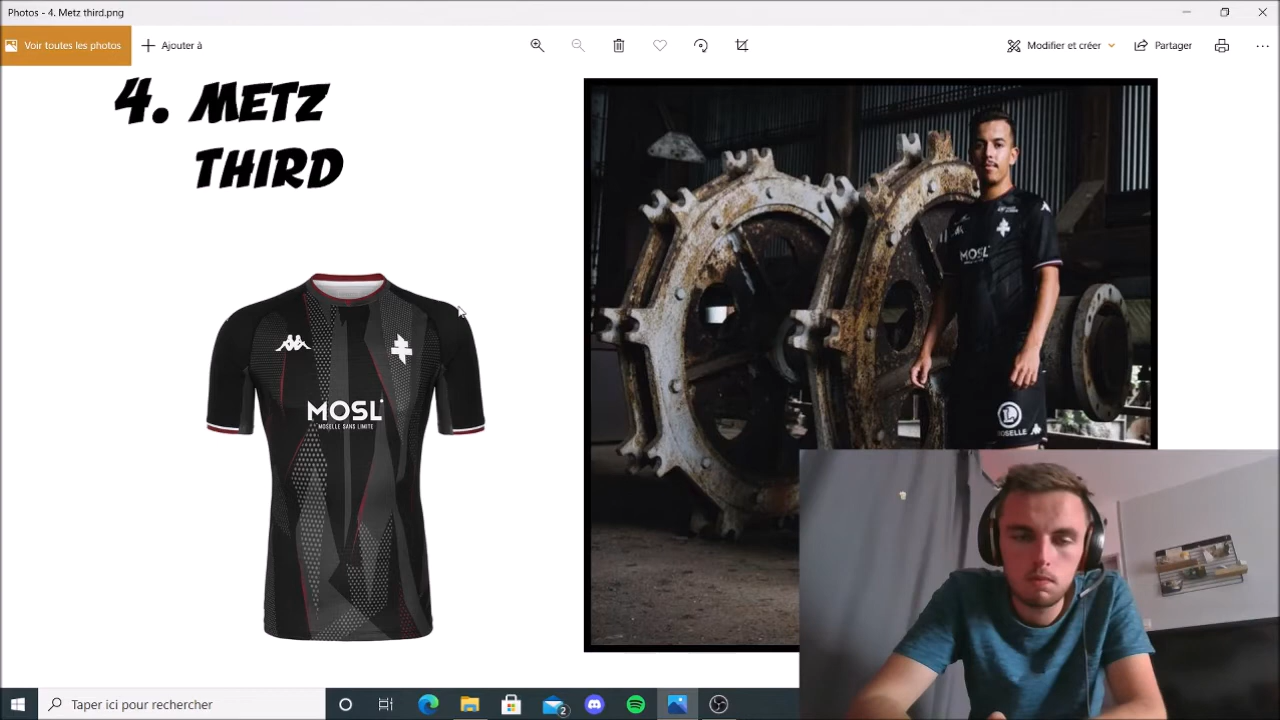 Photos - 4. Metz third.png
Voir toutes les photos
Ajouter à
Modifier et créer
Partager
4. METZ
THIRD
MOSL
MOSELLE SANS LIMITE
MOSL
L
MOSELLE
Taper ici pour rechercher
2